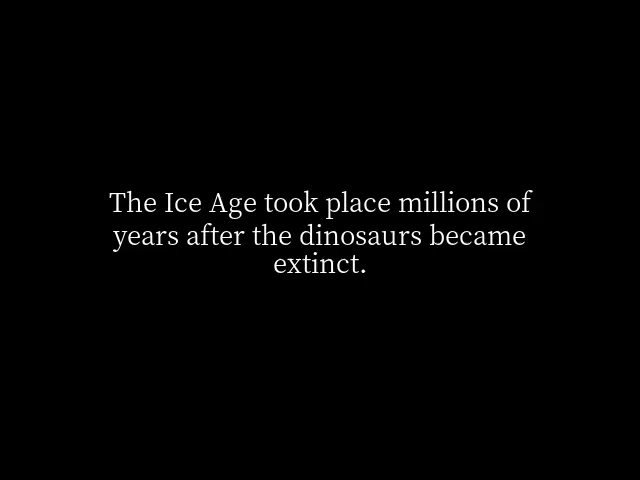 The Ice Age took place millions of
years after the dinosaurs became
extinct.